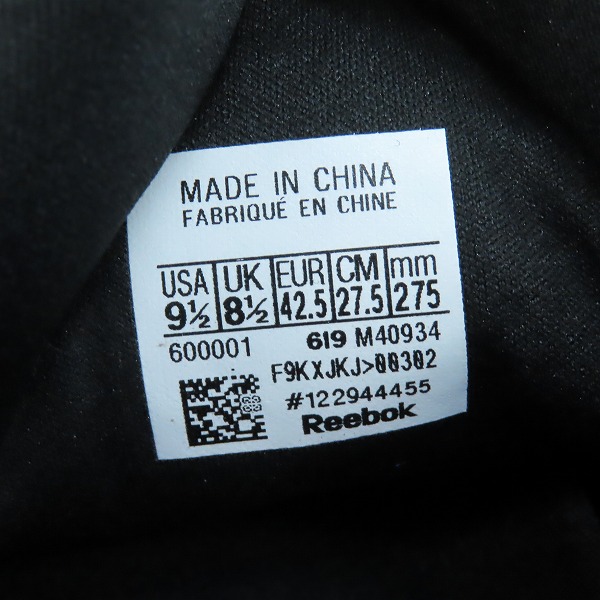 MADE IN CHINA
FABRIQUÉ EN CHINE
USA UK EUR CM mm
9½ 8½ 42.5 27.5 275
600001 619 M40934
F9KXJKJ>00302
#122944455
Reebok